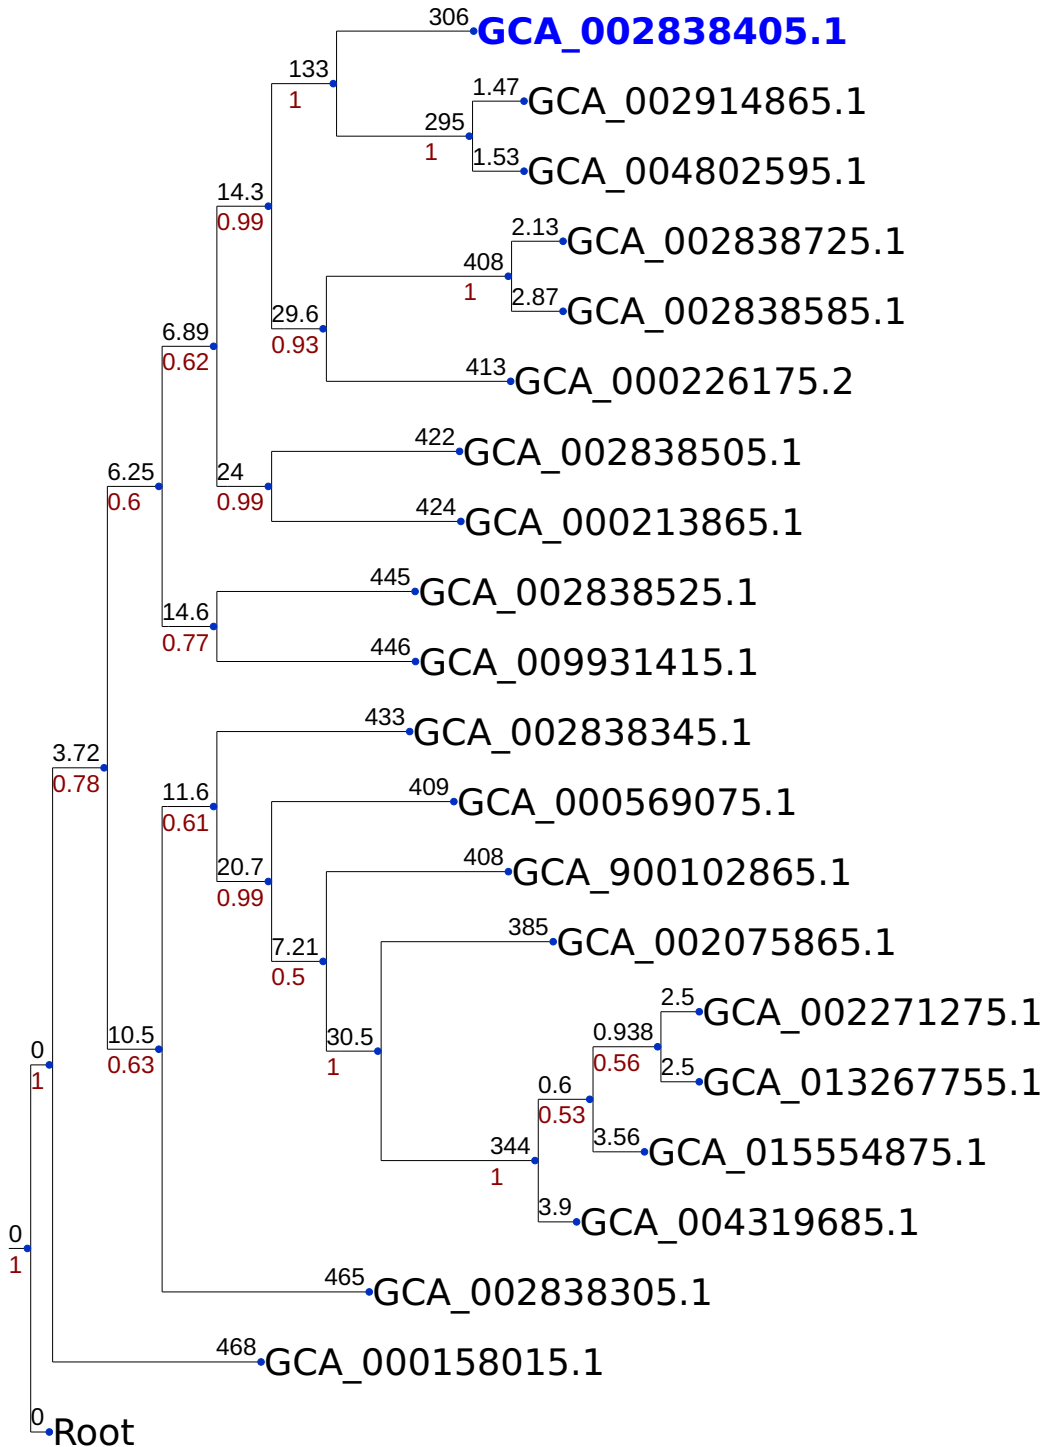 306 GCA_002838405.1
133
1
1.47 GCA_002914865.1
295
1
1.53 GCA_004802595.1
14.3
0.99
2.13 GCA_002838725.1
408
1
2.87 GCA_002838585.1
29.6
0.93
6.89
0.62
413 GCA_000226175.2
422 GCA_002838505.1
6.25
0.6
24
0.99
424 GCA_000213865.1
445 GCA_002838525.1
14.6
0.77
446 GCA_009931415.1
433 GCA_002838345.1
3.72
0.78
11.6
0.61
409 GCA_000569075.1
20.7
0.99
408 GCA_900102865.1
7.21
0.5
385 GCA_002075865.1
2.5 GCA_002271275.1
0.938
0.56
30.5
1
10.5
0.63
0
1
2.5 GCA_013267755.1
0.6
0.53
3.56 GCA_015554875.1
344
1
3.9 GCA_004319685.1
0
1
465 GCA_002838305.1
468 GCA_000158015.1
0 Root